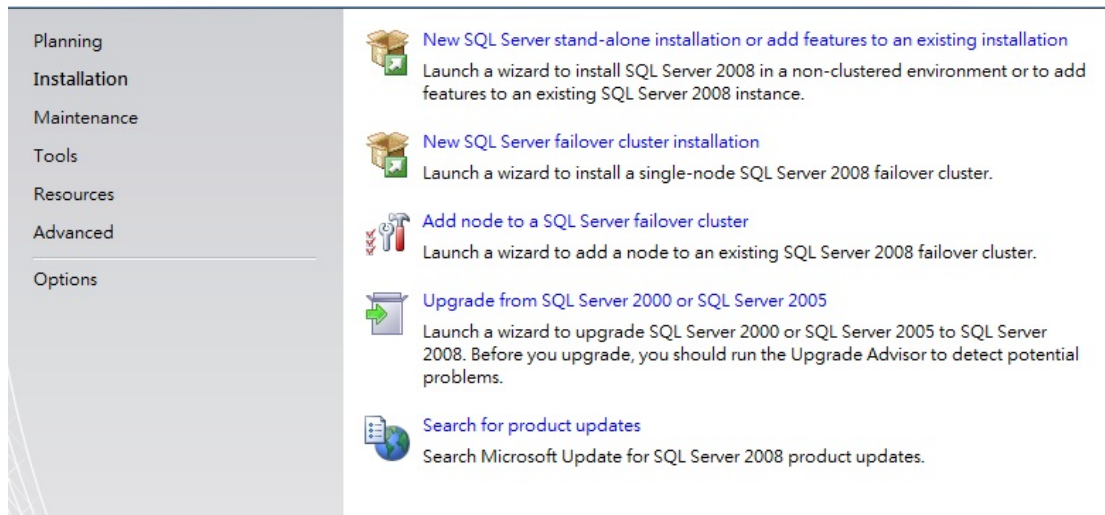 Planning
Installation
Maintenance
Tools
Resources
Advanced
Options
New SQL Server stand-alone installation or add features to an existing installation
Launch a wizard to install SQL Server 2008 in a non-clustered environment or to add
features to an existing SQL Server 2008 instance.
New SQL Server failover cluster installation
Launch a wizard to install a single-node SQL Server 2008 failover cluster.
Add node to a SQL Server failover cluster
Launch a wizard to add a node to an existing SQL Server 2008 failover cluster.
Upgrade from SQL Server 2000 or SQL Server 2005
Launch a wizard to upgrade SQL Server 2000 or SQL Server 2005 to SQL Server
2008. Before you upgrade, you should run the Upgrade Advisor to detect potential
problems.
Search for product updates
Search Microsoft Update for SQL Server 2008 product updates.